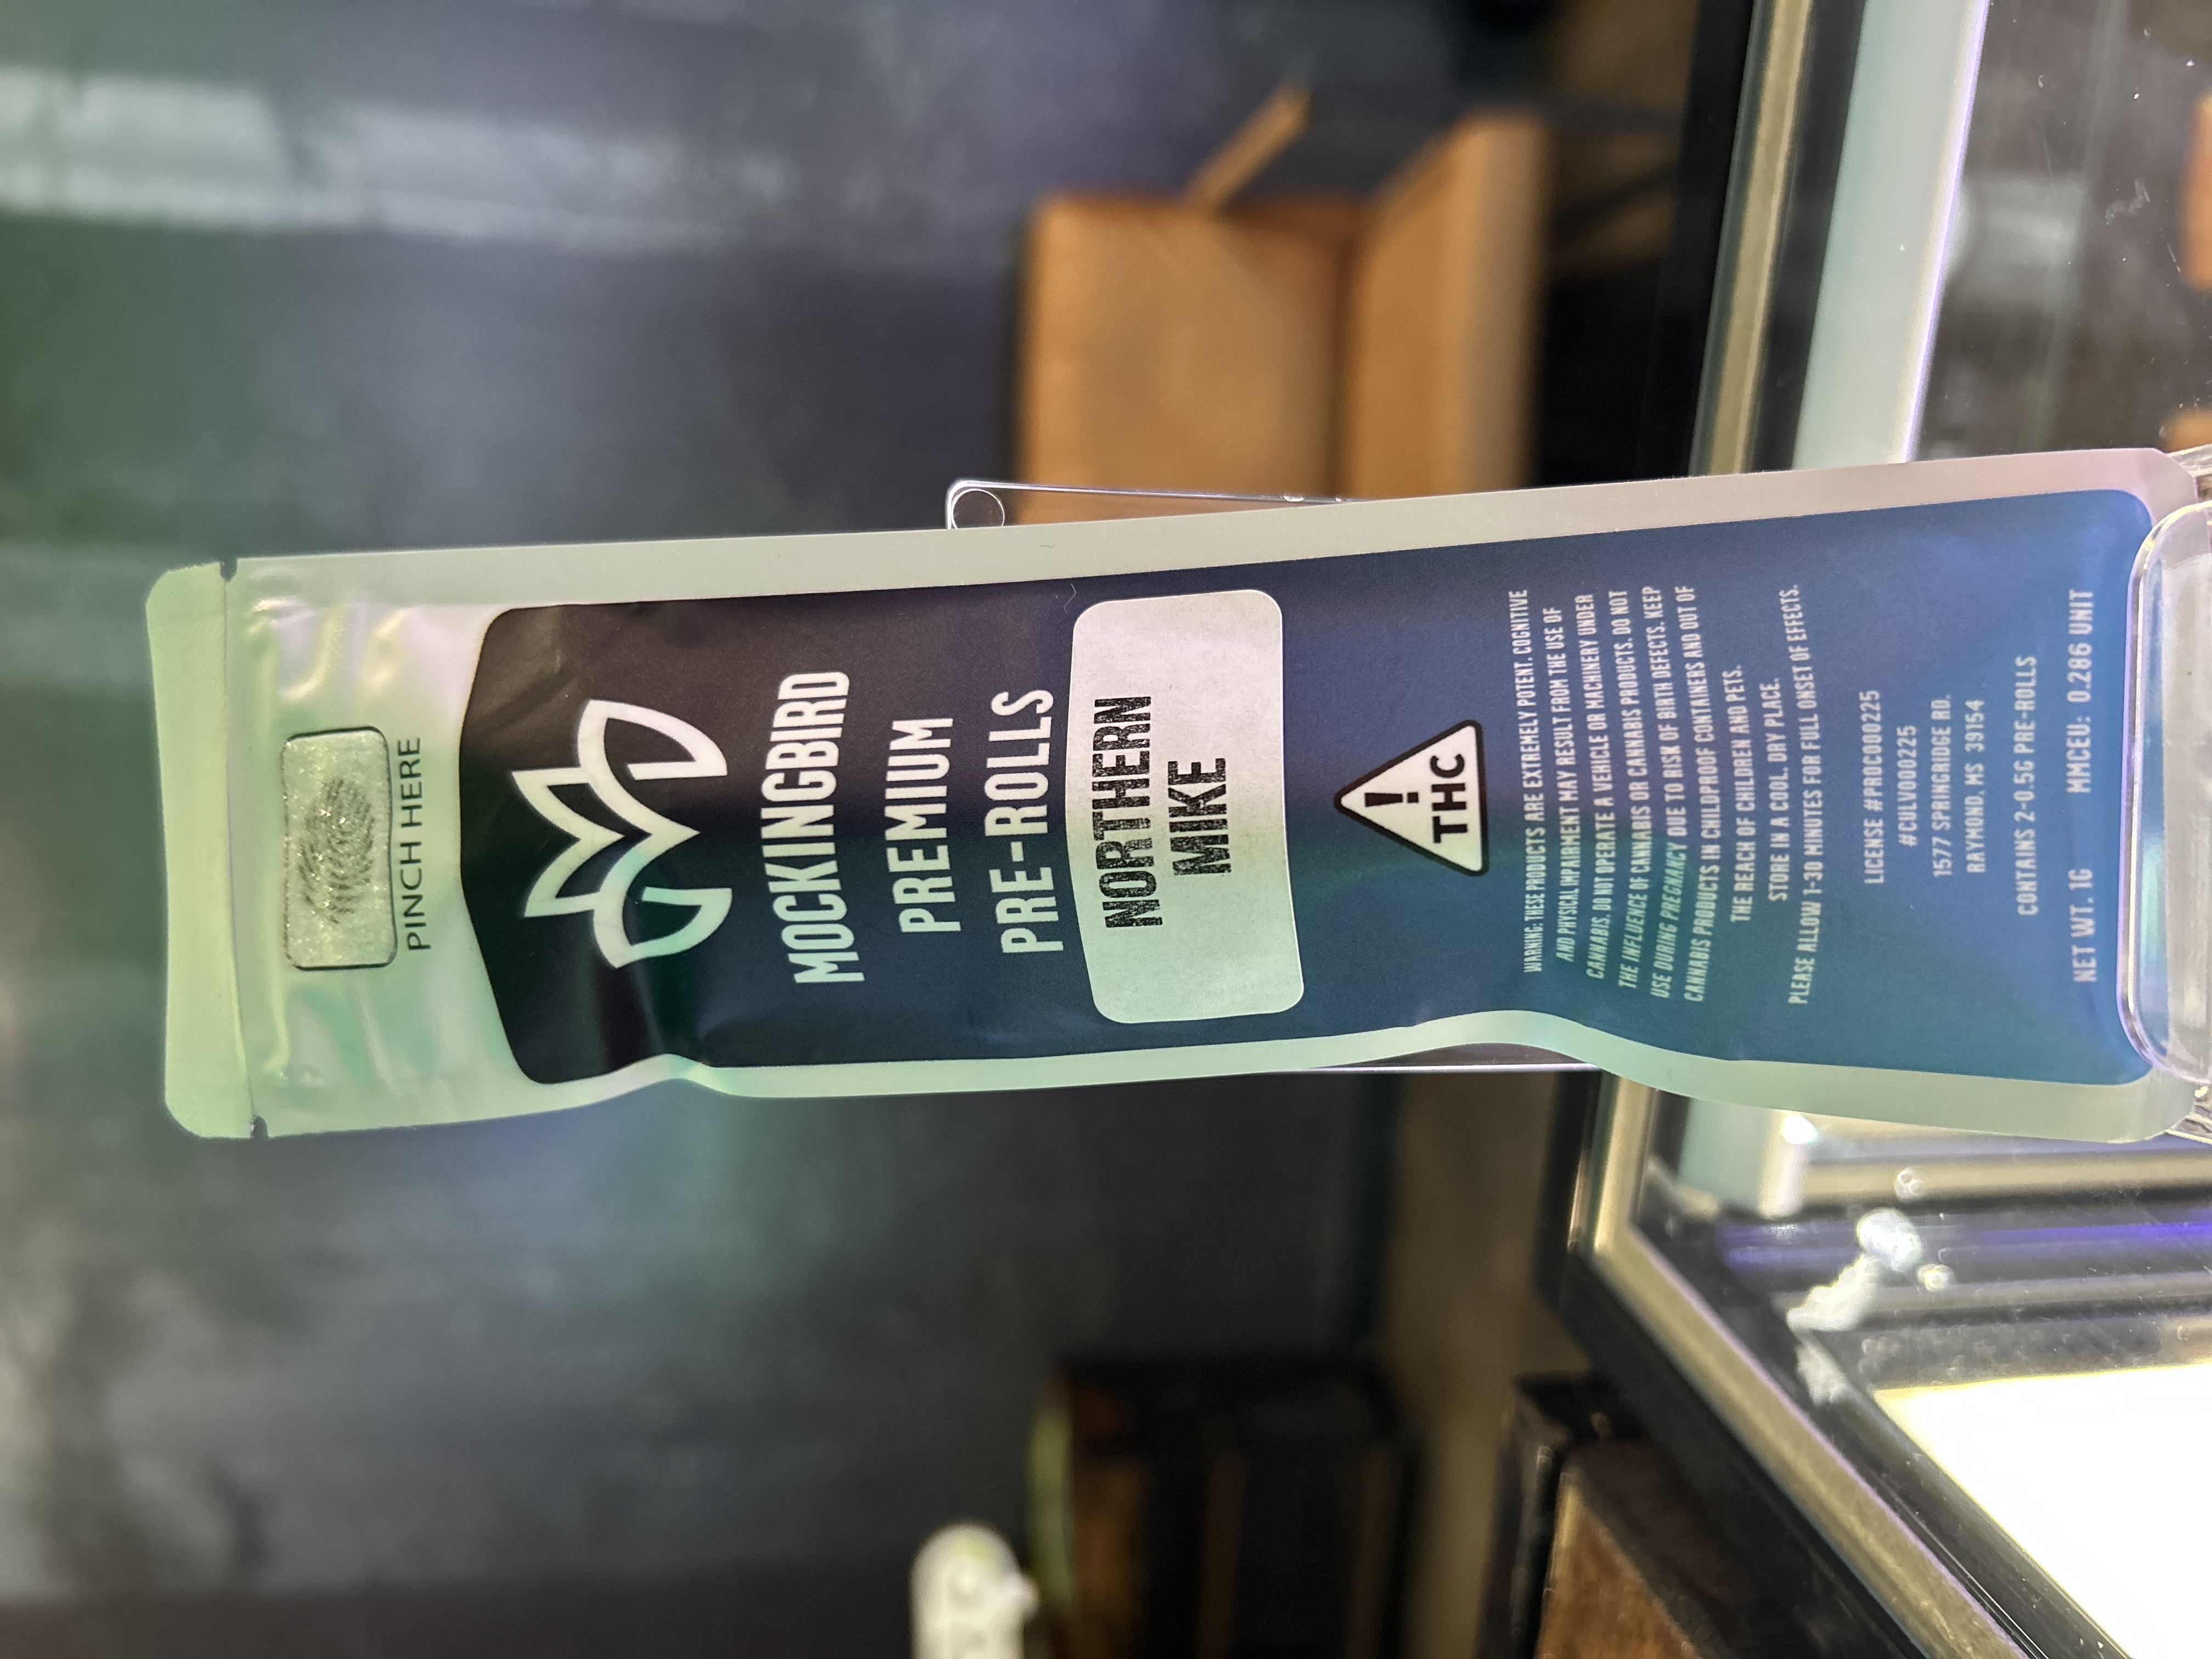 PINCH HERE
MOCKINGBIRD
PREMIUM
PRE-ROLLS
NORTHERN
MIKE
!
THC
WARNING: THESE PRODUCTS ARE EXTREMELY POTENT. COGNITIVE
AND PHYSICAL IMPAIRMENT MAY RESULT FROM THE USE OF
CANNABIS. DO NOT OPERATE A VEHICLE OR MACHINERY UNDER
THE INFLUENCE OF CANNABIS OR CANNABIS PRODUCTS. DO NOT
USE DURING PREGNANCY DUE TO RISK OF BIRTH DEFECTS. KEEP
CANNABIS PRODUCTS IN CHILDPROOF CONTAINERS AND OUT OF
THE REACH OF CHILDREN AND PETS.
STORE IN A COOL, DRY PLACE.
PLEASE ALLOW 1-30 MINUTES FOR FULL ONSET OF EFFECTS.
LICENSE #PROC000225
#CULV000225
1577 SPRINGRIDGE RD.
RAYMOND, MS 39154
CONTAINS 2-0.5G PRE-ROLLS
NET WT. 1G MMCEU: 0.286 UNIT